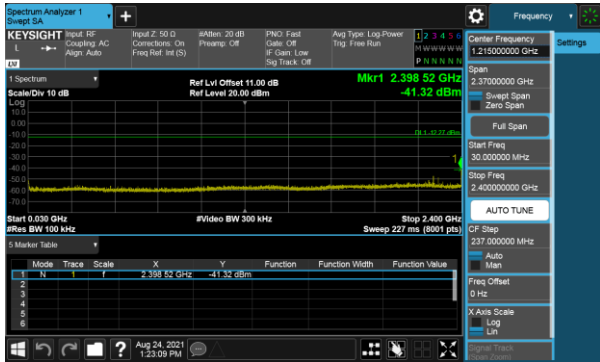 Spectrum Analyzer 1
Swept SA
+
Frequency
KEYSIGHT
Input: RF
Coupling: AC
Align: Auto
Input Z: 50 Ω
Corrections: On
Freq Ref: Int (S)
#Atten: 20 dB
Preamp: Off
PNO: Fast
Gate: Off
IF Gain: Low
Sig Track: Off
Avg Type: Log-Power
Trig: Free Run
1 2 3 4 5 6
M W W W W W
P N N N N N
L
Center Frequency
1.215000000 GHz
Settings
1 Spectrum
Scale/Div 10 dB
Ref Lvl Offset 11.00 dB
Ref Level 20.00 dBm
Mkr1 2.398 52 GHz
-41.32 dBm
Span
2.37000000 GHz
Swept Span
Zero Span
Full Span
Log
10.0
0.00
-10.0
-20.0
-30.0
-40.0
-50.0
-60.0
-70.0
DL1 -12.27 dBm
1
Start Freq
30.000000 MHz
Stop Freq
2.400000000 GHz
AUTO TUNE
Start 0.030 GHz
#Res BW 100 kHz
#Video BW 300 kHz
Stop 2.400 GHz
Sweep 227 ms (8001 pts)
CF Step
237.000000 MHz
Auto
Man
5 Marker Table
Mode Trace Scale X Y Function Function Width Function Value
1 N 1 f 2.398 52 GHz -41.32 dBm
2
3
4
5
6
Freq Offset
0 Hz
X Axis Scale
Log
Lin
Signal Track
(Span Zoom)
?
Aug 24, 2021
1:23:09 PM